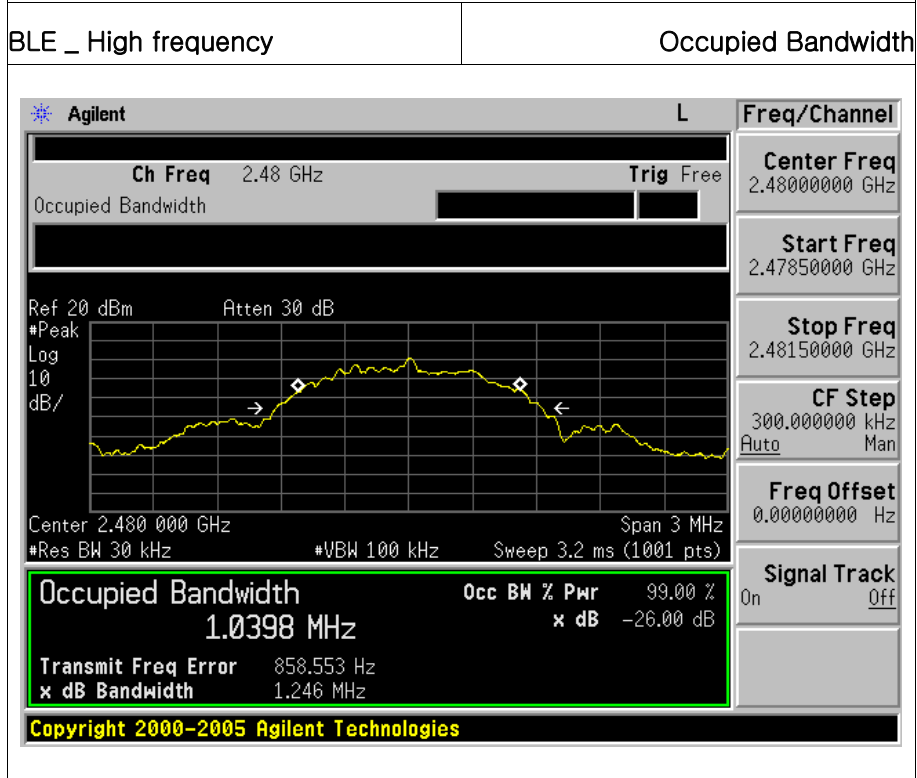 BLE _ High frequency
Occupied Bandwidth
Agilent
L
Freq/Channel
Ch Freq 2.48 GHz
Trig Free
Occupied Bandwidth
Center Freq
2.48000000 GHz
Start Freq
2.47850000 GHz
Stop Freq
2.48150000 GHz
CF Step
300.000000 kHz
Auto Man
Freq Offset
0.00000000 Hz
Signal Track
On Off
Ref 20 dBm
Atten 30 dB
#Peak
Log
10
dB/
Center 2.480 000 GHz
Span 3 MHz
#Res BW 30 kHz
#VBW 100 kHz
Sweep 3.2 ms (1001 pts)
Occupied Bandwidth
1.0398 MHz
Occ BW % Pwr 99.00 %
x dB -26.00 dB
Transmit Freq Error 858.553 Hz
x dB Bandwidth 1.246 MHz
Copyright 2000-2005 Agilent Technologies